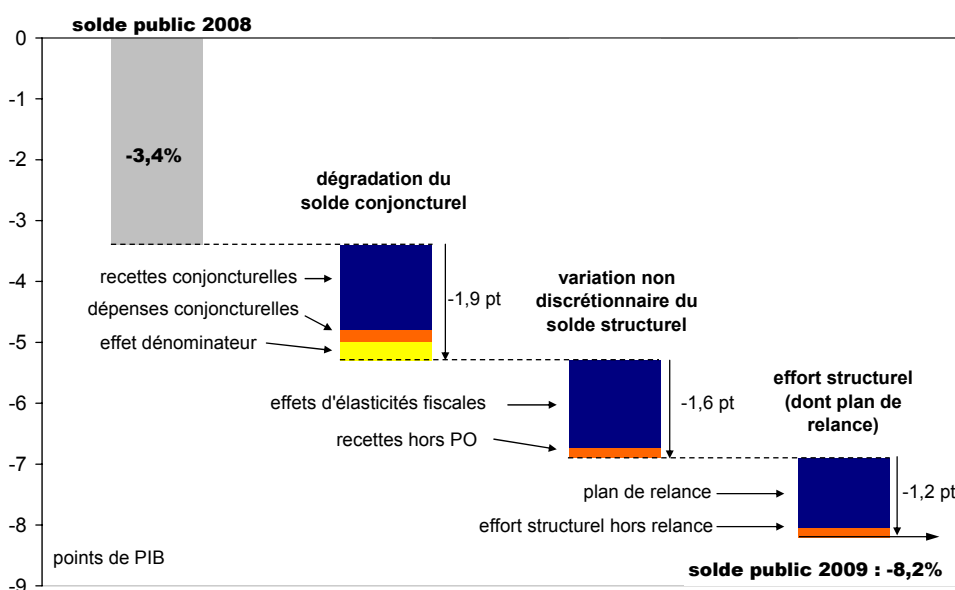 solde public 2008
0
-1
-2
-3
-4
-5
-6
-7
-8
-9
-3,4%
dégradation du
solde conjoncturel
recettes conjoncturelles
dépenses conjoncturelles
effet dénominateur
-1,9 pt
variation non
discrétionnaire du
solde structurel
effets d'élasticités fiscales
recettes hors PO
-1,6 pt
effort structurel
(dont plan de
relance)
plan de relance
effort structurel hors relance
-1,2 pt
points de PIB
solde public 2009 : -8,2%